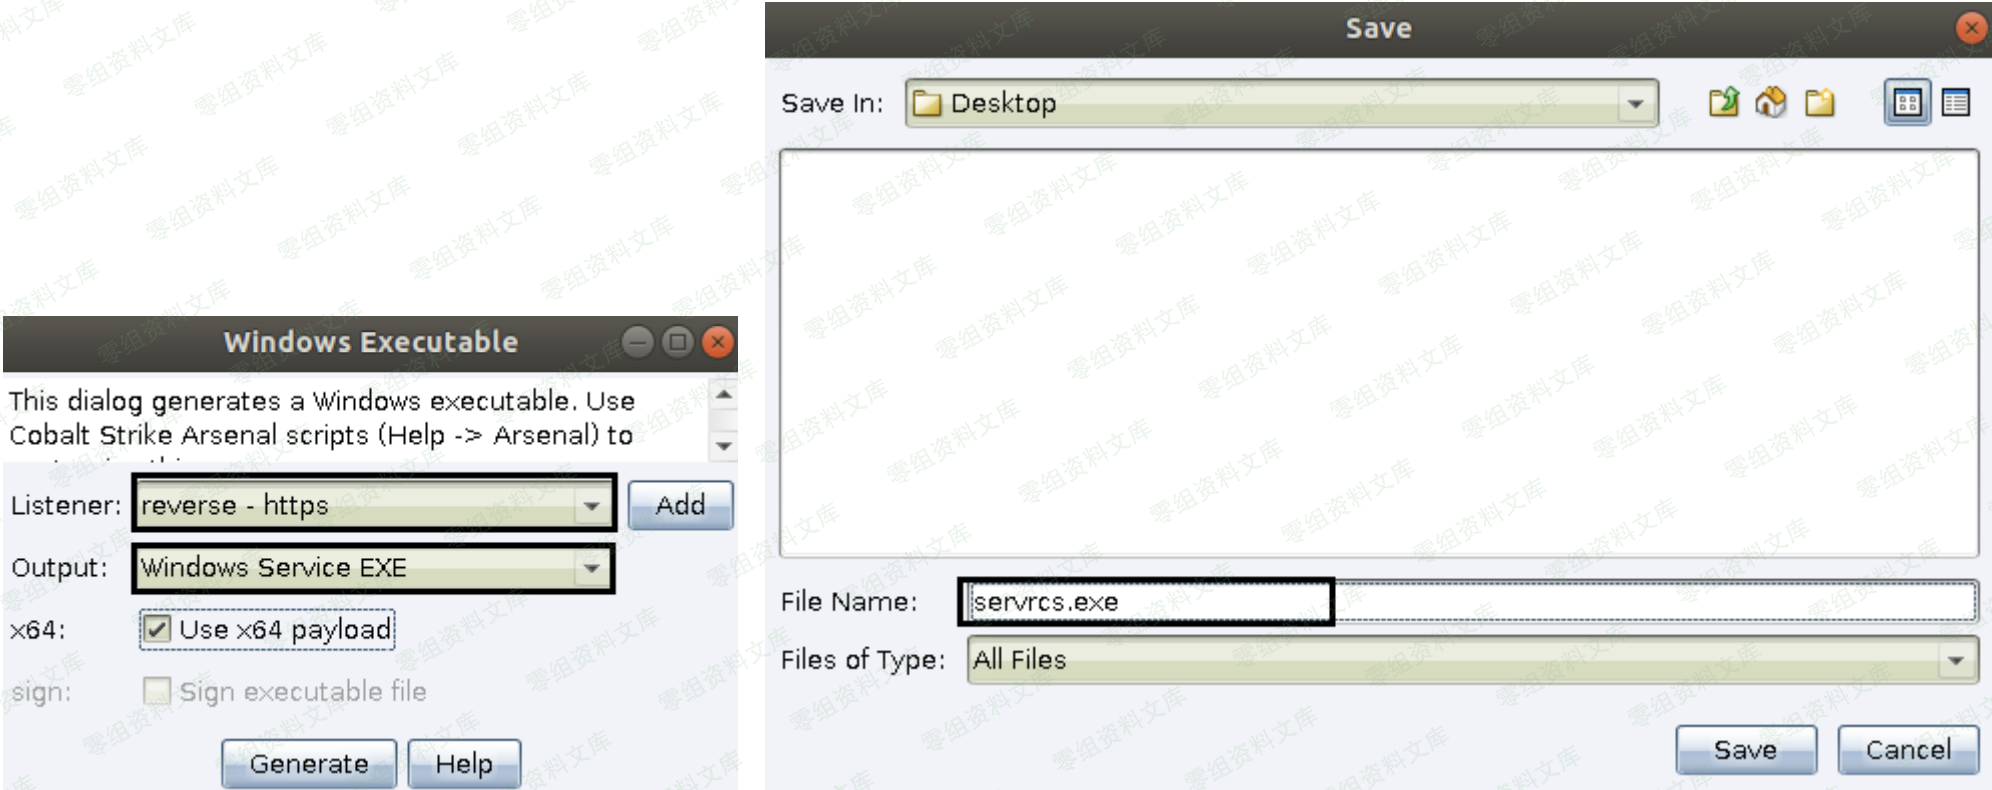 Windows Executable
This dialog generates a Windows executable. Use
Cobalt Strike Arsenal scripts (Help -> Arsenal) to
Listener: reverse - https Add
Output: Windows Service EXE
x64: Use x64 payload
sign: Sign executable file
Generate Help
Save
Save In: Desktop
File Name: servrcs.exe
Files of Type: All Files
Save Cancel
零组资料文库